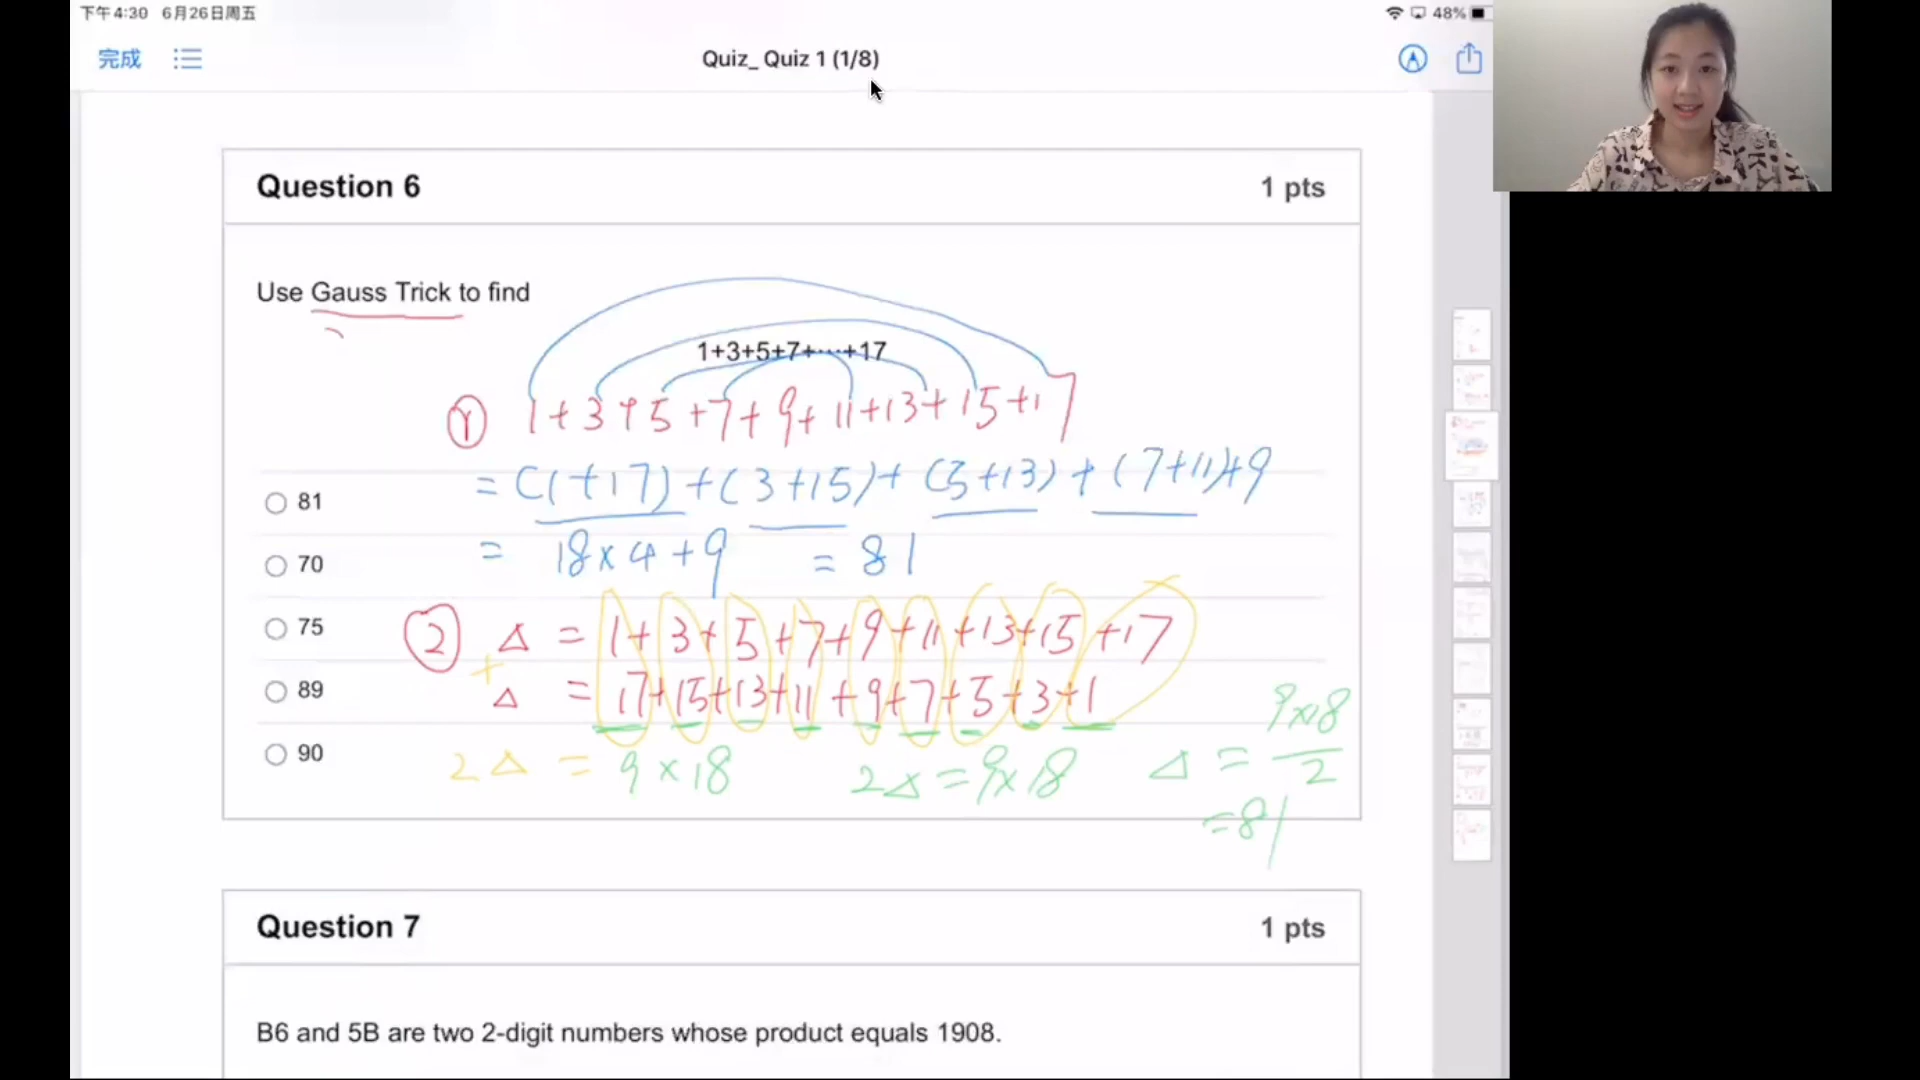 下午4:30 6月26日周五
48%
完成
Quiz_ Quiz 1 (1/8)
Question 6
1 pts
Use Gauss Trick to find
1+3+5+7+···+17
① 1+3+5+7+9+11+13+15+17
= (1+17)+(3+15)+(5+13)+(7+11)+9
= 18×4+9 = 81
81
70
75
89
90
② △ = 1+3+5+7+9+11+13+15+17
+
△ = 17+15+13+11+9+7+5+3+1
2△ = 9×18
2△=9×18
△ = 9×18
2
=81
Question 7
1 pts
B6 and 5B are two 2-digit numbers whose product equals 1908.